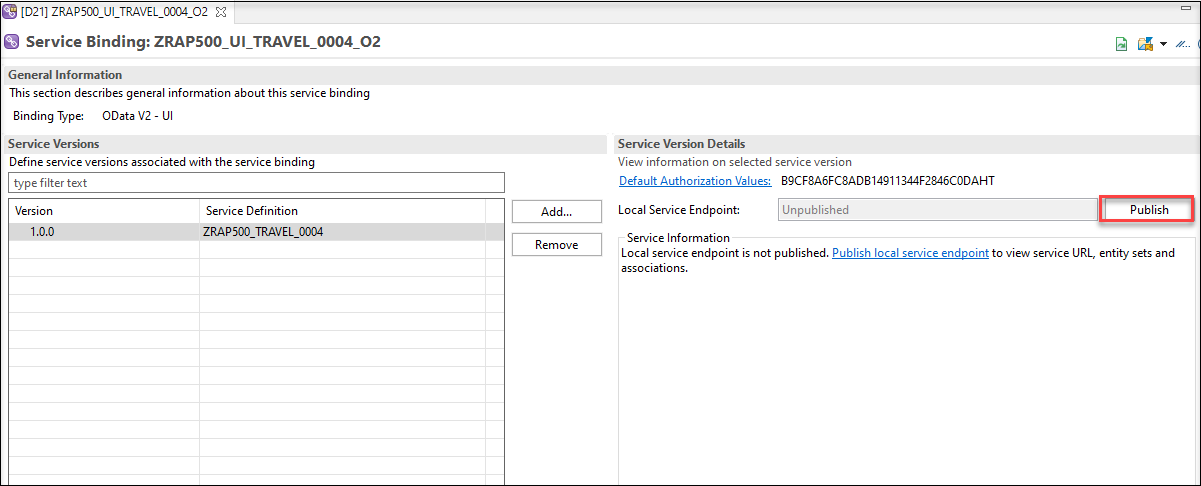 [D21] ZRAP500_UI_TRAVEL_0004_O2
Service Binding: ZRAP500_UI_TRAVEL_0004_O2
General Information
This section describes general information about this service binding
Binding Type: OData V2 - UI
Service Versions
Define service versions associated with the service binding
type filter text
Version Service Definition
1.0.0 ZRAP500_TRAVEL_0004
Add...
Remove
Service Version Details
View information on selected service version
Default Authorization Values: B9CF8A6FC8ADB14911344F2846C0DAHT
Local Service Endpoint: Unpublished Publish
Service Information
Local service endpoint is not published. Publish local service endpoint to view service URL, entity sets and
associations.